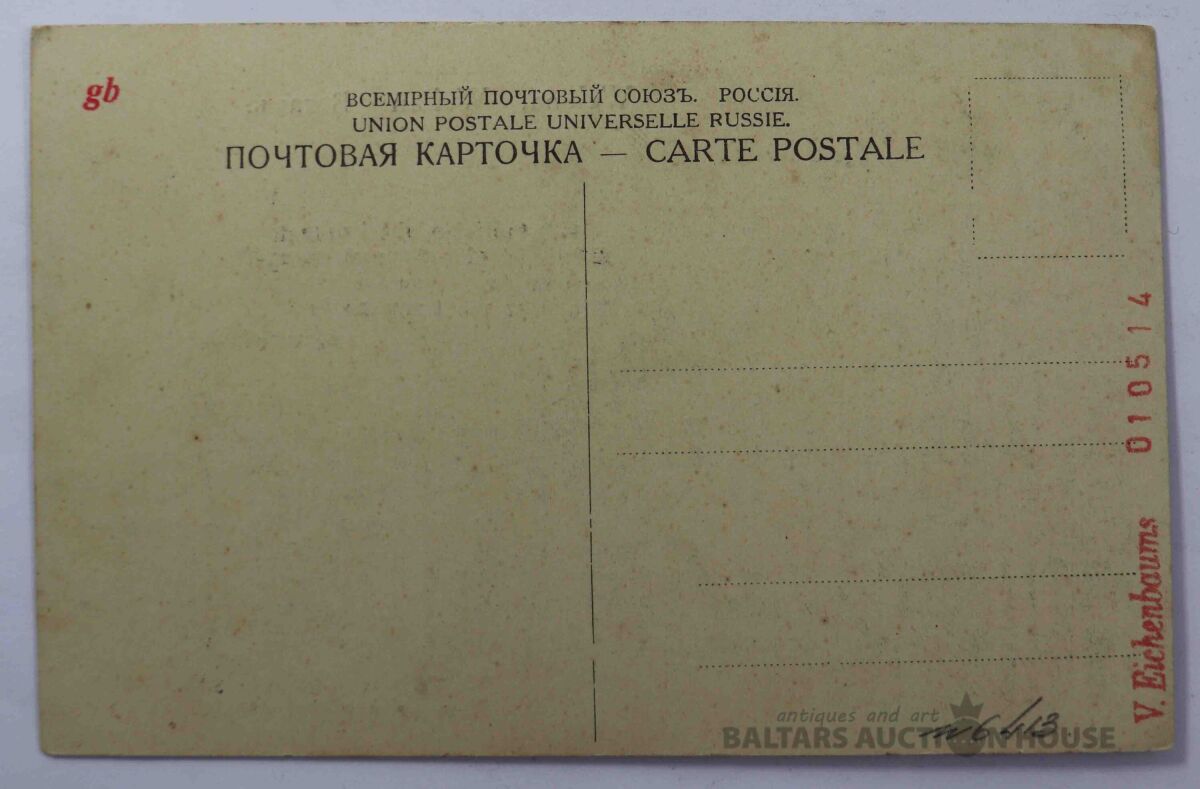 gb
ВСЕМІРНЫЙ ПОЧТОВЫЙ СОЮЗЪ. РОССІЯ.
UNION POSTALE UNIVERSELLE RUSSIE.
ПОЧТОВАЯ КАРТОЧКА — CARTE POSTALE
010514
V. Eichenbaums
antiques and art
BALTARS AUCTION HOUSE